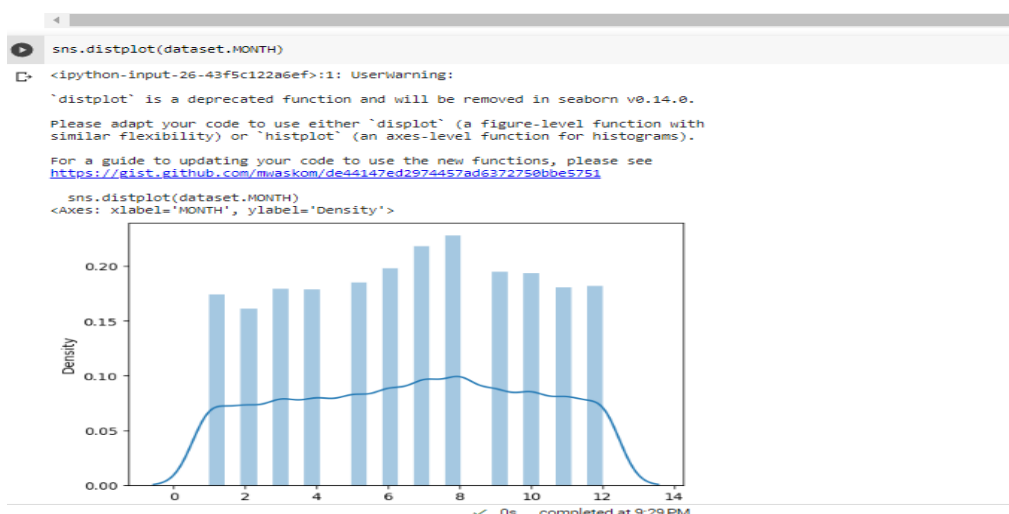 sns.distplot(dataset.MONTH)
<ipython-input-26-43f5c122a6ef>:1: UserWarning:
`distplot` is a deprecated function and will be removed in seaborn v0.14.0.
Please adapt your code to use either `displot` (a figure-level function with
similar flexibility) or `histplot` (an axes-level function for histograms).
For a guide to updating your code to use the new functions, please see
https://gist.github.com/mwaskom/de44147ed2974457ad6372750bbe5751
sns.distplot(dataset.MONTH)
<Axes: xlabel='MONTH', ylabel='Density'>
0.20
0.15
Density
0.10
0.05
0.00
0 2 4 6 8 10 12 14
0s completed at 9:29 PM